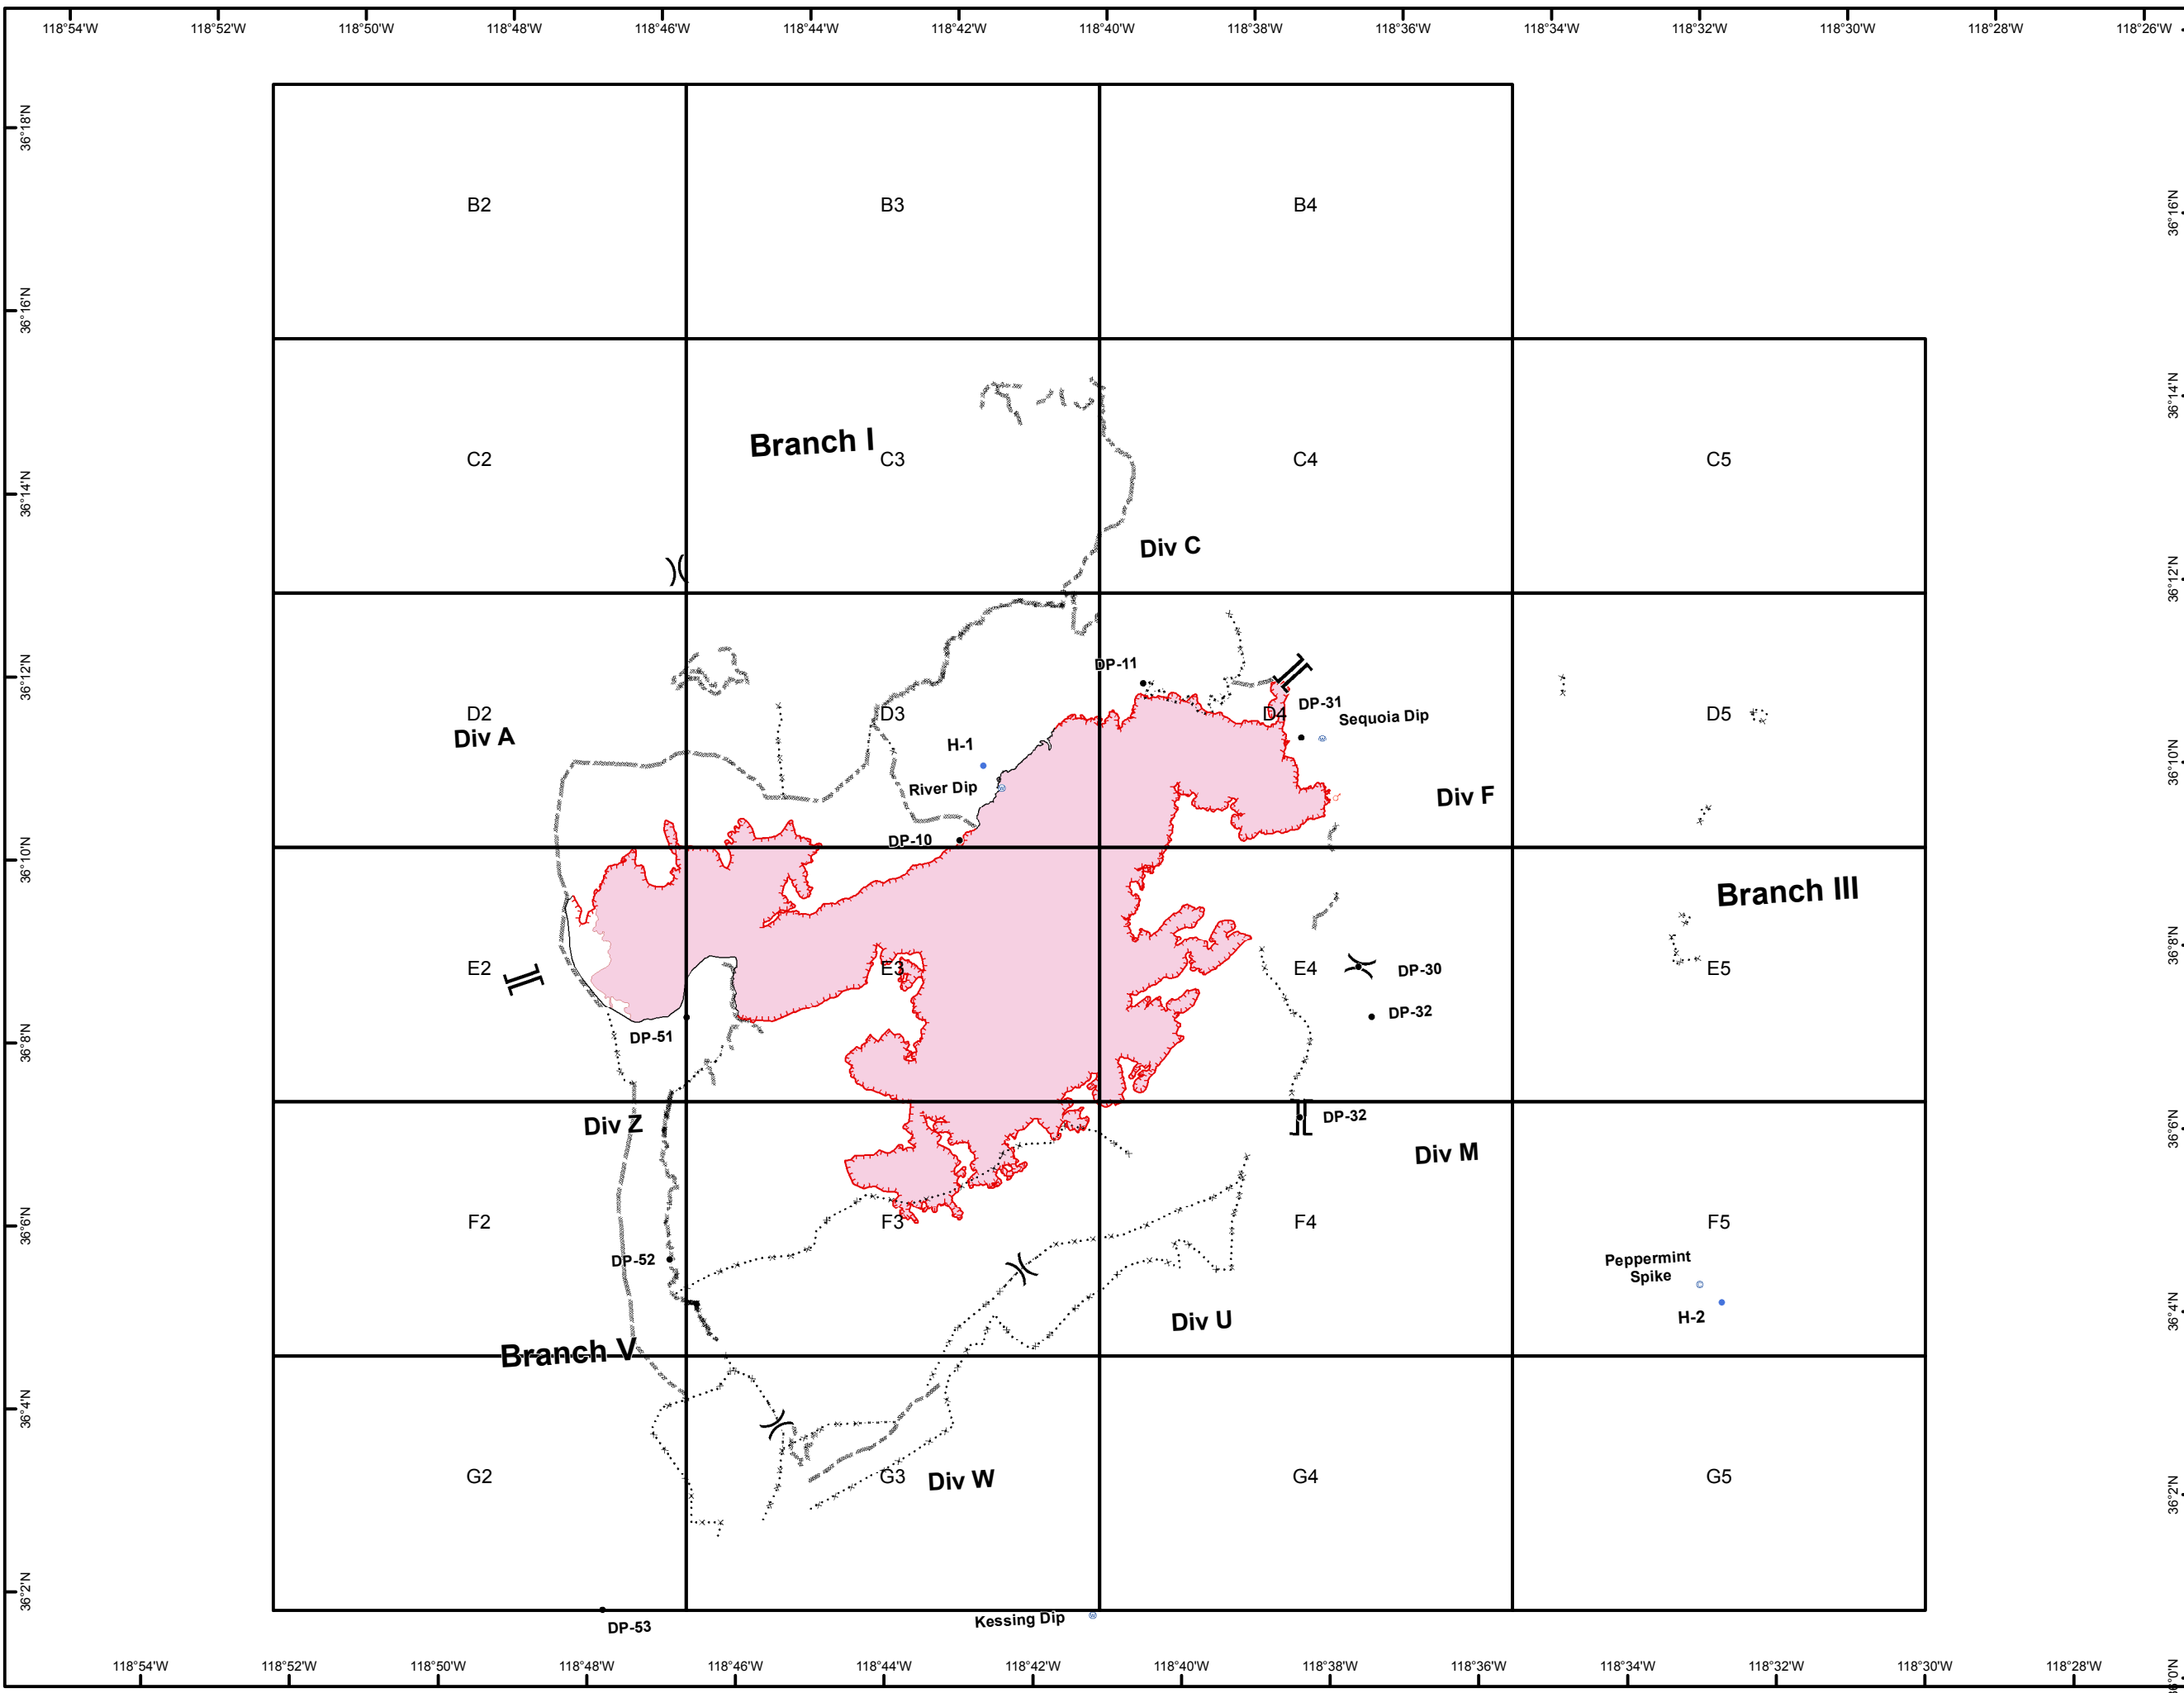 118°54'W 118°52'W 118°50'W 118°48'W 118°46'W 118°44'W 118°42'W 118°40'W 118°38'W 118°36'W 118°34'W 118°32'W 118°30'W 118°28'W 118°26'W
36°18'N
B2 B3 B4
36°16'N
36°16'N
36°14'N
Branch I
C2 C3 C4 C5
36°14'N
Div C
36°12'N
DP-11
36°12'N
DP-31
D2 D3 D4 D5
Sequoia Dip
Div A
H-1
36°10'N
River Dip
Div F
DP-10
36°10'N
Branch III
36°8'N
E2 E3 E4 E5
DP-30
DP-32
DP-51
36°8'N
DP-32
Div Z
36°6'N
Div M
F2 F3 F4 F5
36°6'N
DP-52
Peppermint
Spike
H-2
36°4'N
Div U
Branch V
36°4'N
G2 G3 G4 G5
Div W
36°2'N
36°2'N
Kessing Dip
DP-53
118°54'W 118°52'W 118°50'W 118°48'W 118°46'W 118°44'W 118°42'W 118°40'W 118°38'W 118°36'W 118°34'W 118°32'W 118°30'W 118°28'W
36°0'N